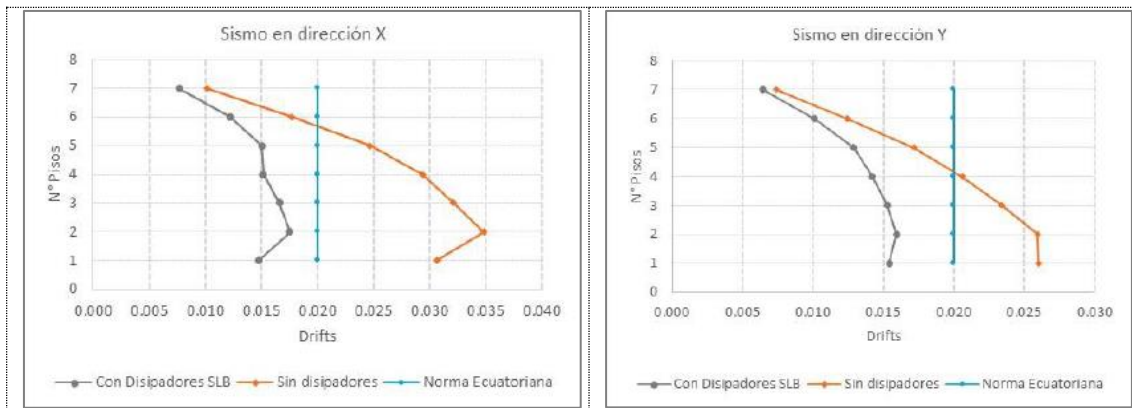 Sismo en dirección X
8
7
6
5
4
3
2
1
0
N° Pisos
0.000 0.005 0.010 0.015 0.020 0.025 0.030 0.035 0.040
Drifts
Con Disipadores SLB Sin disipadores Norma Ecuatoriana
Sismo en dirección Y
8
7
6
5
4
3
2
1
0
N° Pisos
0.000 0.005 0.010 0.015 0.020 0.025 0.030
Drifts
Con Disipadores SLB Sin disipadores Norma Ecuatoriana